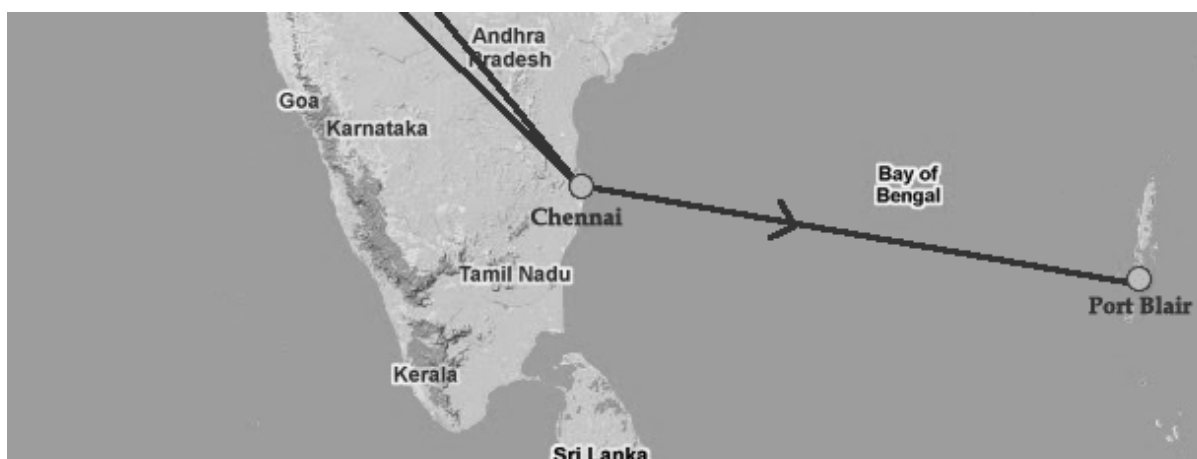 Andhra
Pradesh
Goa
Karnataka
Bay of
Bengal
Chennai
Tamil Nadu
Port Blair
Kerala
Sri Lanka